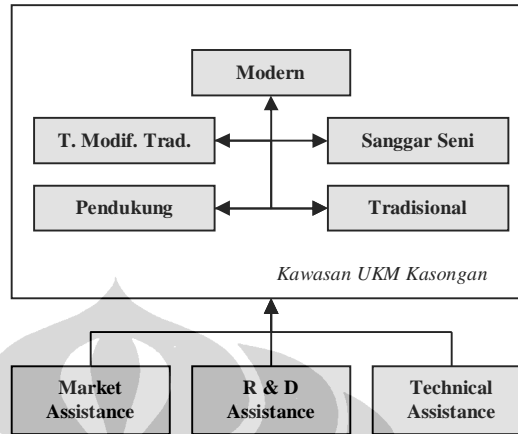 Modern
T. Modif. Trad.
Sanggar Seni
Pendukung
Tradisional
Kawasan UKM Kasongan
Market
Assistance
R & D
Assistance
Technical
Assistance